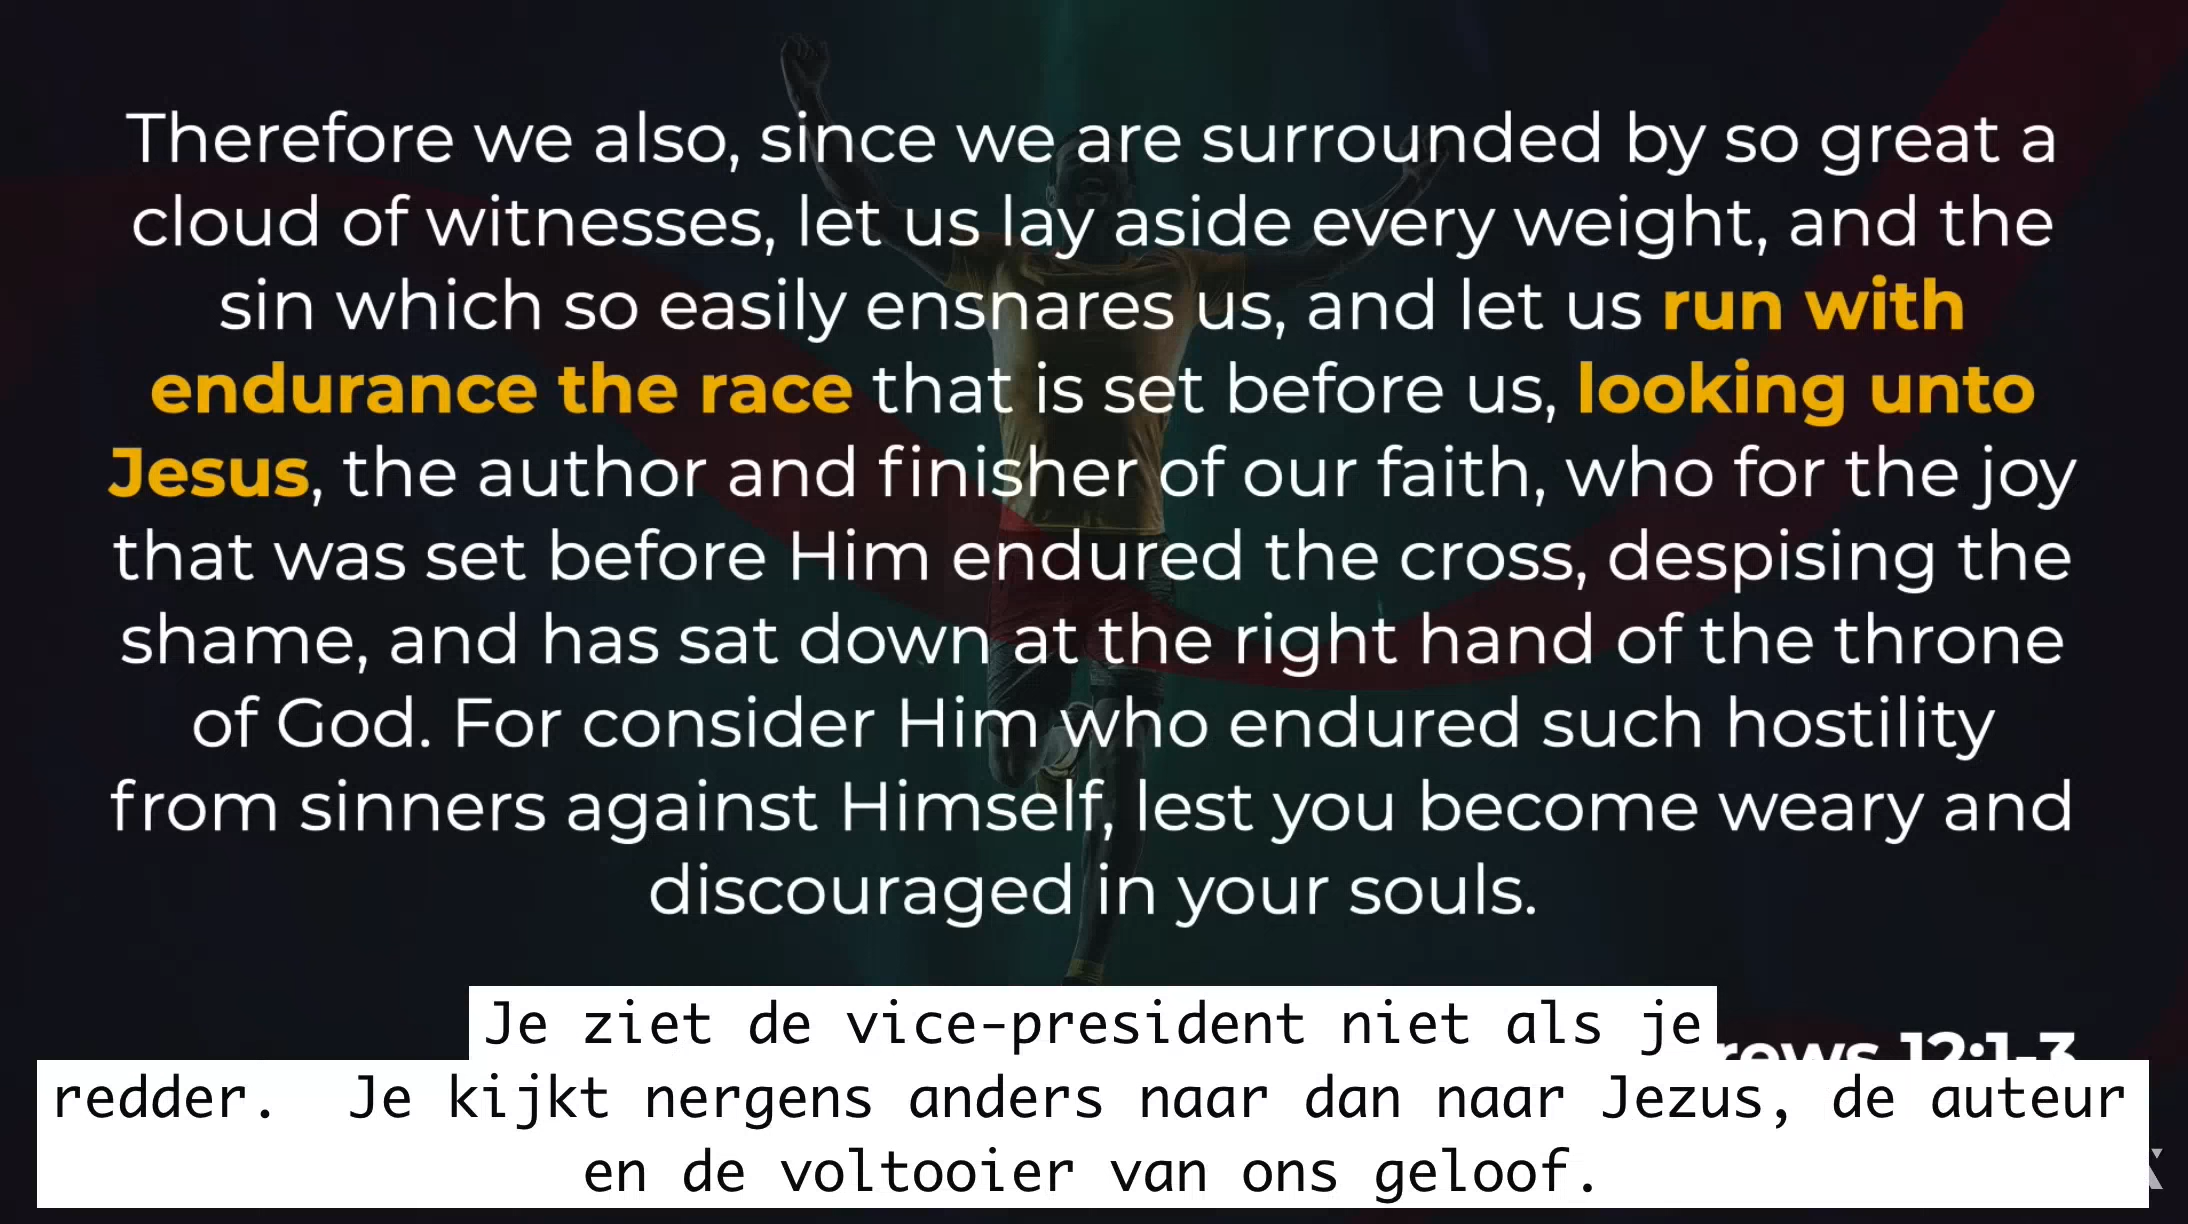 Therefore we also, since we are surrounded by so great a
cloud of witnesses, let us lay aside every weight, and the
sin which so easily ensnares us, and let us run with
endurance the race that is set before us, looking unto
Jesus, the author and finisher of our faith, who for the joy
that was set before Him endured the cross, despising the
shame, and has sat down at the right hand of the throne
of God. For consider Him who endured such hostility
from sinners against Himself, lest you become weary and
discouraged in your souls.
12:1-3
Je ziet de vice-president niet als je
redder. Je kijkt nergens anders naar dan naar Jezus, de auteur
en de voltooier van ons geloof.